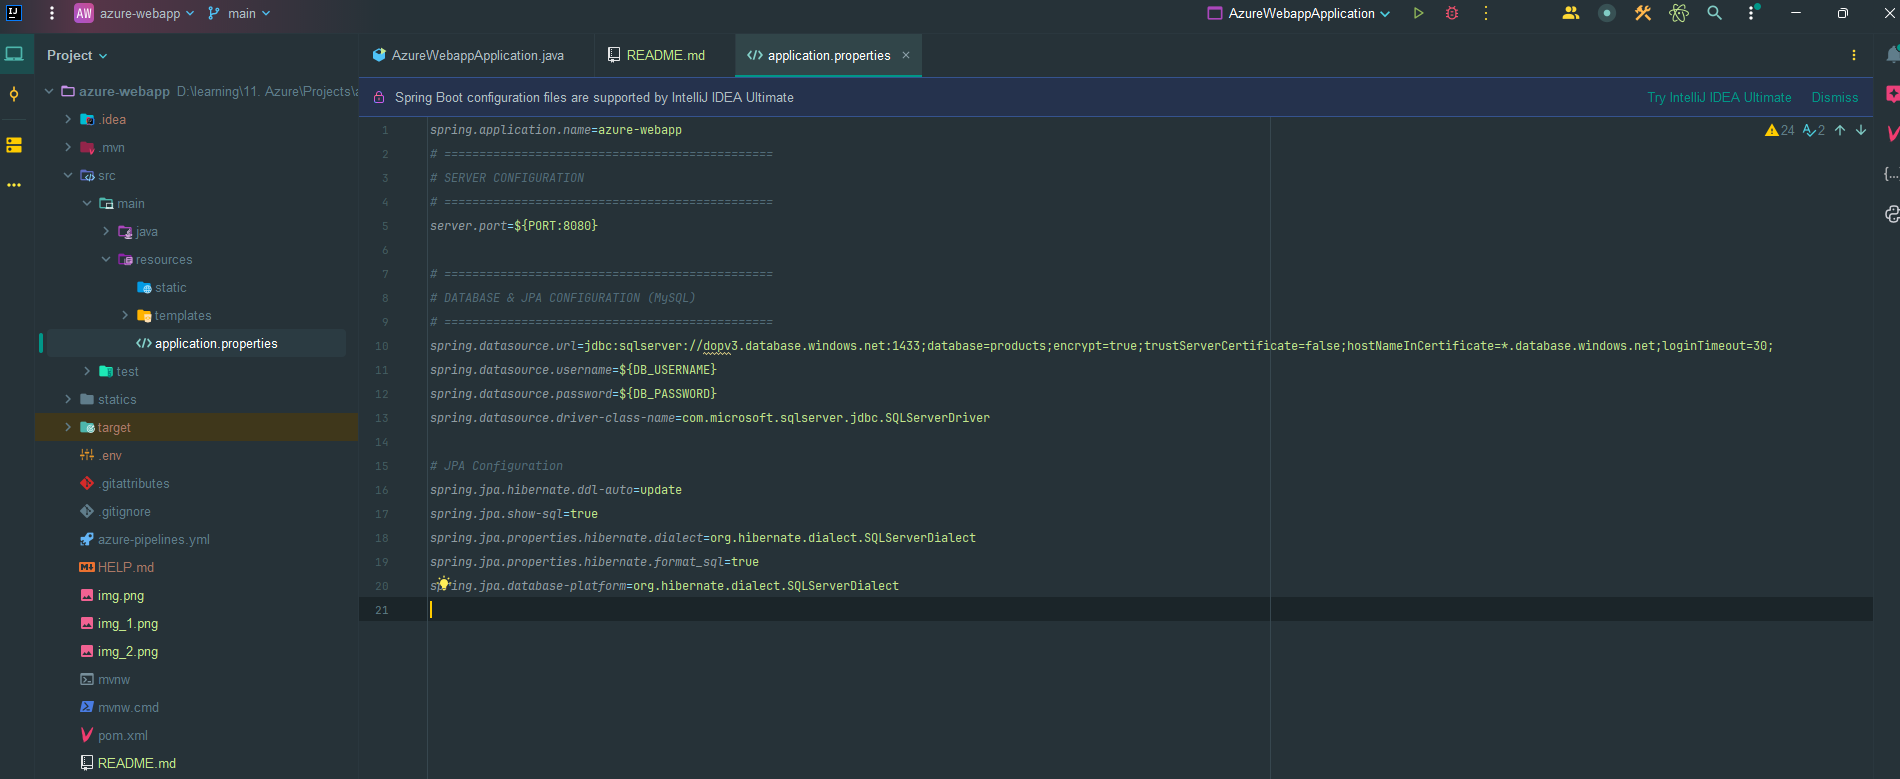 AW azure-webapp main AzureWebappApplication
Project
AzureWebappApplication.java README.md application.properties
Spring Boot configuration files are supported by IntelliJ IDEA Ultimate Try IntelliJ IDEA Ultimate Dismiss
24 2
azure-webapp D:\learning\11. Azure\Projects\
.idea
.mvn
src
main
java
resources
static
templates
application.properties
test
statics
target
.env
.gitattributes
.gitignore
azure-pipelines.yml
HELP.md
img.png
img_1.png
img_2.png
mvnw
mvnw.cmd
pom.xml
README.md
1 spring.application.name=azure-webapp
2 # ===============================================
3 # SERVER CONFIGURATION
4 # ===============================================
5 server.port=${PORT:8080}
6
7 # ===============================================
8 # DATABASE & JPA CONFIGURATION (MySQL)
9 # ===============================================
10 spring.datasource.url=jdbc:sqlserver://dopv3.database.windows.net:1433;database=products;encrypt=true;trustServerCertificate=false;hostNameInCertificate=*.database.windows.net;loginTimeout=30;
11 spring.datasource.username=${DB_USERNAME}
12 spring.datasource.password=${DB_PASSWORD}
13 spring.datasource.driver-class-name=com.microsoft.sqlserver.jdbc.SQLServerDriver
14
15 # JPA Configuration
16 spring.jpa.hibernate.ddl-auto=update
17 spring.jpa.show-sql=true
18 spring.jpa.properties.hibernate.dialect=org.hibernate.dialect.SQLServerDialect
19 spring.jpa.properties.hibernate.format_sql=true
20 spring.jpa.database-platform=org.hibernate.dialect.SQLServerDialect
21